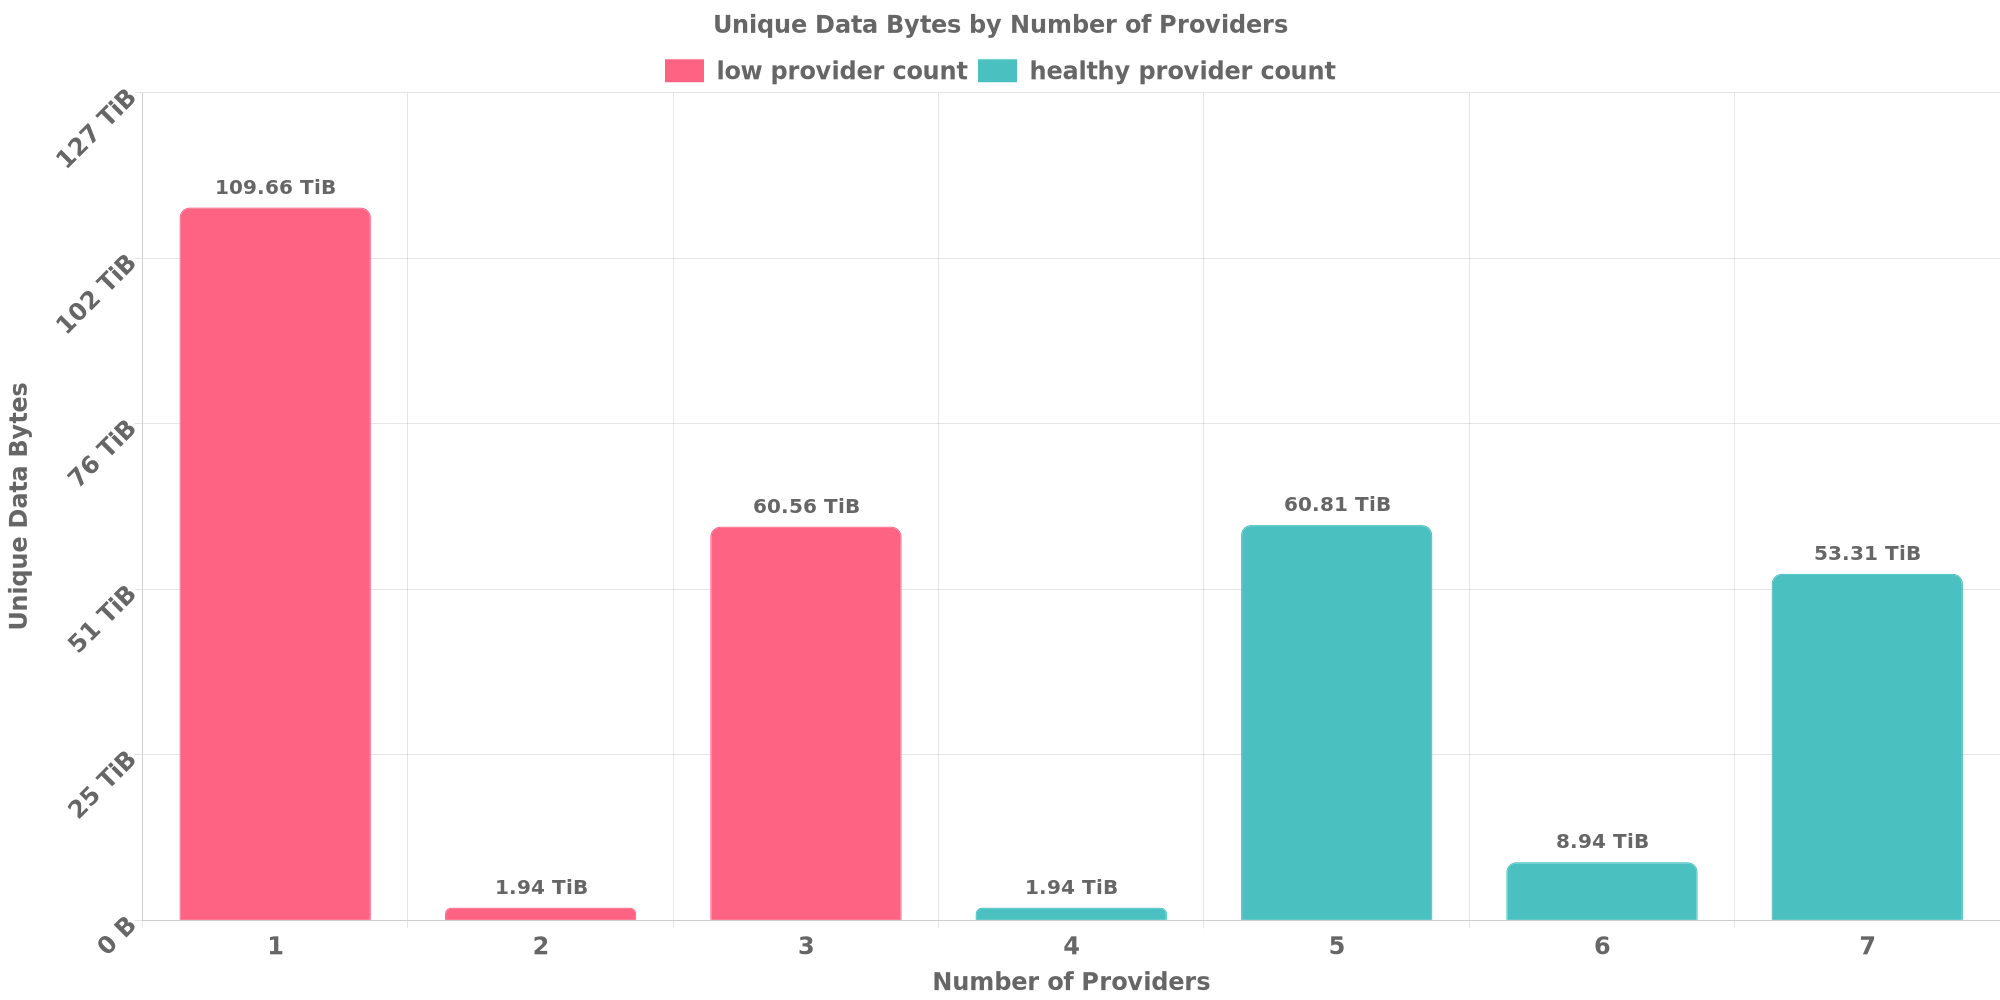 Unique Data Bytes by Number of Providers
low provider count
healthy provider count
Unique Data Bytes
127 TiB
102 TiB
76 TiB
51 TiB
25 TiB
0 B
109.66 TiB
1.94 TiB
60.56 TiB
1.94 TiB
60.81 TiB
8.94 TiB
53.31 TiB
1
2
3
4
5
6
7
Number of Providers